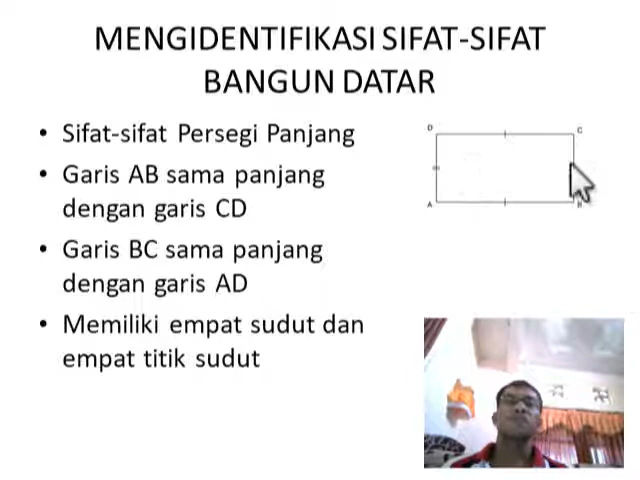 MENGIDENTIFIKASI SIFAT-SIFAT
BANGUN DATAR
• Sifat-sifat Persegi Panjang
• Garis AB sama panjang
dengan garis CD
• Garis BC sama panjang
dengan garis AD
• Memiliki empat sudut dan
empat titik sudut
D
C
A
B